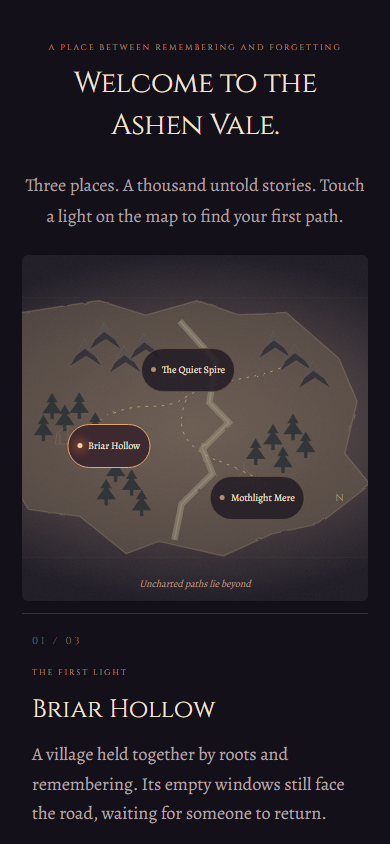 A PLACE BETWEEN REMEMBERING AND FORGETTING
WELCOME TO THE
ASHEN VALE.
Three places. A thousand untold stories. Touch
a light on the map to find your first path.
The Quiet Spire
Briar Hollow
Mothlight Mere
N
Uncharted paths lie beyond
01 / 03
THE FIRST LIGHT
BRIAR HOLLOW
A village held together by roots and
remembering. Its empty windows still face
the road, waiting for someone to return.